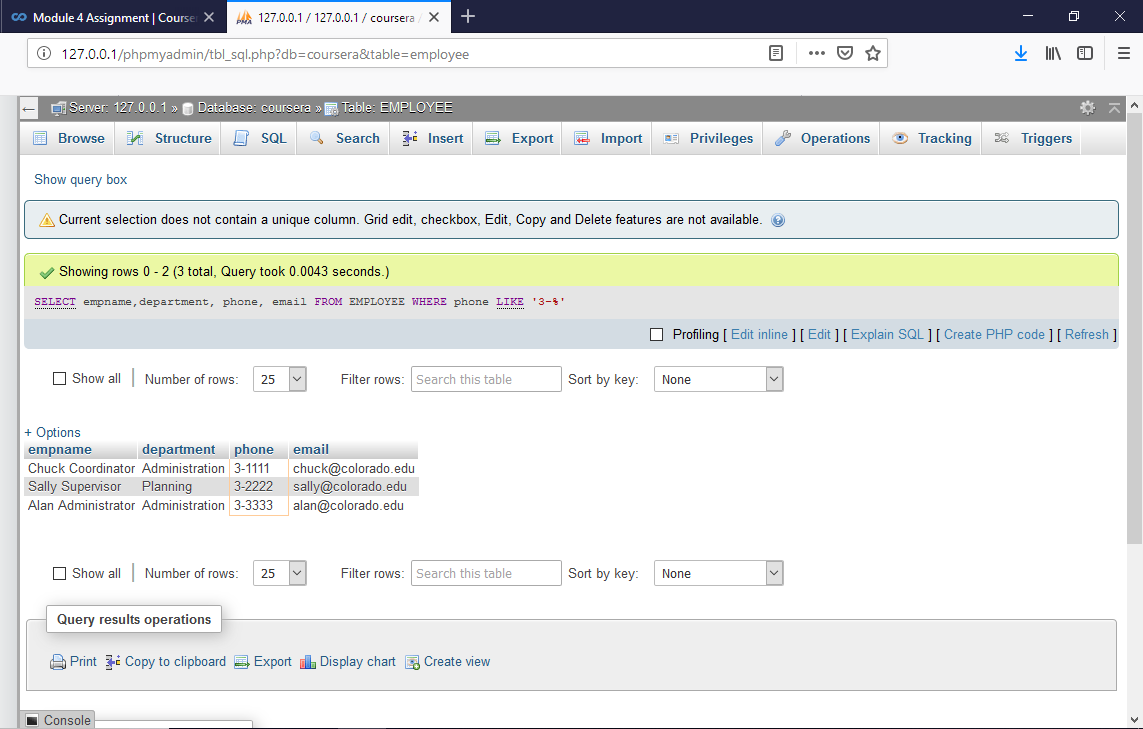 Module 4 Assignment | Course
127.0.0.1 / 127.0.0.1 / coursera
127.0.0.1/phpmyadmin/tbl_sql.php?db=coursera&table=employee
Server: 127.0.0.1 » Database: coursera » Table: EMPLOYEE
Browse Structure SQL Search Insert Export Import Privileges Operations Tracking Triggers
Show query box
Current selection does not contain a unique column. Grid edit, checkbox, Edit, Copy and Delete features are not available.
Showing rows 0 - 2 (3 total, Query took 0.0043 seconds.)
SELECT empname,department, phone, email FROM EMPLOYEE WHERE phone LIKE '3-%'
Profiling [ Edit inline ] [ Edit ] [ Explain SQL ] [ Create PHP code ] [ Refresh ]
Show all | Number of rows: 25 Filter rows: Search this table Sort by key: None
+ Options
empname department phone email
Chuck Coordinator Administration 3-1111 chuck@colorado.edu
Sally Supervisor Planning 3-2222 sally@colorado.edu
Alan Administrator Administration 3-3333 alan@colorado.edu
Show all | Number of rows: 25 Filter rows: Search this table Sort by key: None
Query results operations
Print Copy to clipboard Export Display chart Create view
Console